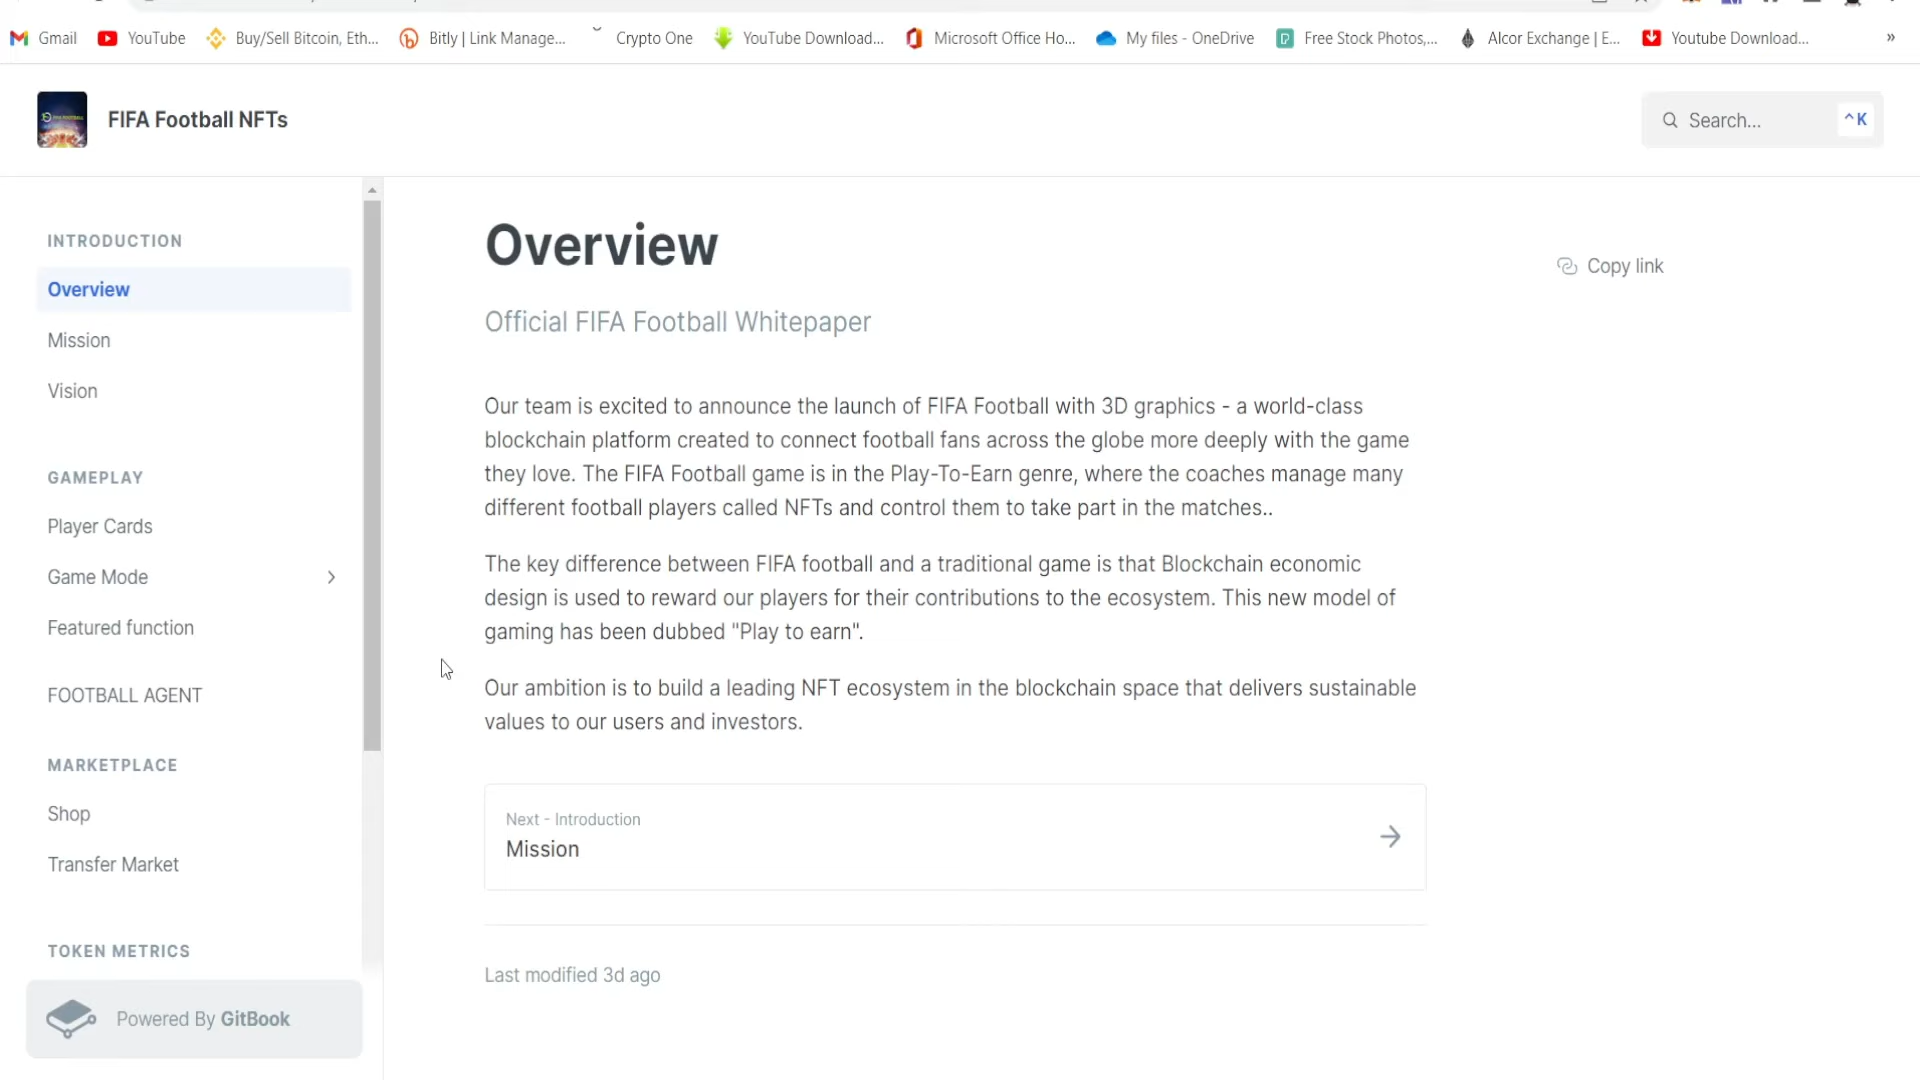 Gmail
YouTube
Buy/Sell Bitcoin, Eth...
Bitly | Link Manage...
Crypto One
YouTube Download...
Microsoft Office Ho...
My files - OneDrive
Free Stock Photos,...
Alcor Exchange | E...
Youtube Download...
»
FIFA Football NFTs
Search...
^K
INTRODUCTION
Overview
Mission
Vision
GAMEPLAY
Player Cards
Game Mode
Featured function
FOOTBALL AGENT
MARKETPLACE
Shop
Transfer Market
TOKEN METRICS
Powered By GitBook
Overview
Copy link
Official FIFA Football Whitepaper
Our team is excited to announce the launch of FIFA Football with 3D graphics - a world-class
blockchain platform created to connect football fans across the globe more deeply with the game
they love. The FIFA Football game is in the Play-To-Earn genre, where the coaches manage many
different football players called NFTs and control them to take part in the matches..
The key difference between FIFA football and a traditional game is that Blockchain economic
design is used to reward our players for their contributions to the ecosystem. This new model of
gaming has been dubbed "Play to earn".
Our ambition is to build a leading NFT ecosystem in the blockchain space that delivers sustainable
values to our users and investors.
Next - Introduction
Mission
Last modified 3d ago